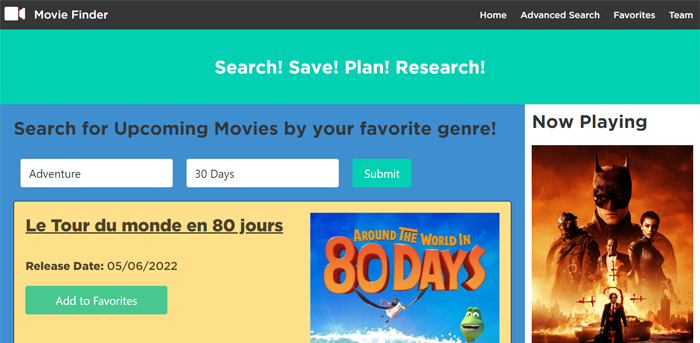 Movie Finder
Home
Advanced Search
Favorites
Team
Search! Save! Plan! Research!
Search for Upcoming Movies by your favorite genre!
Adventure
30 Days
Submit
Le Tour du monde en 80 jours
Release Date: 05/06/2022
Add to Favorites
AROUND THE WORLD IN
80 DAYS
Now Playing